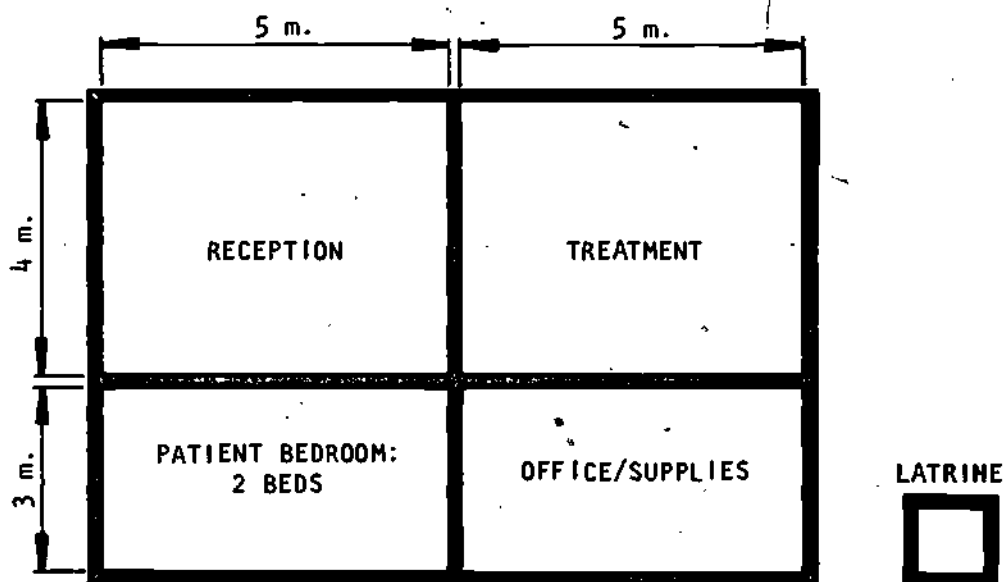 5 m.
5 m.
4 m.
RECEPTION
TREATMENT
3 m.
PATIENT BEDROOM:
2 BEDS
OFFICE/SUPPLIES
LATRINE